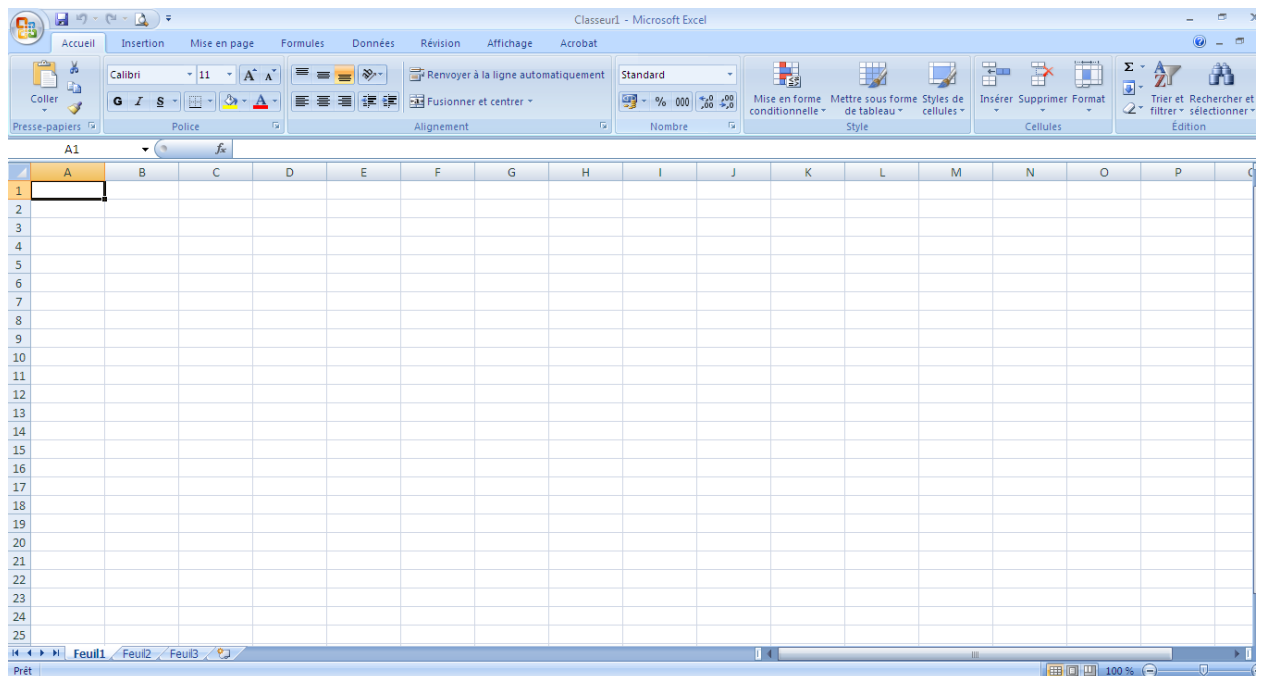 Classeur1 - Microsoft Excel
Accueil Insertion Mise en page Formules Données Révision Affichage Acrobat
Calibri 11 A A Renvoyer à la ligne automatiquement Standard Σ
Coller G I S A Fusionner et centrer % 000 ,00 ,0 Mise en forme conditionnelle Mettre sous forme de tableau Styles de cellules Insérer Supprimer Format Trier et filtrer Rechercher et sélectionner
Presse-papiers Police Alignement Nombre Style Cellules Édition
A1 fx
A B C D E F G H I J K L M N O P
1
2
3
4
5
6
7
8
9
10
11
12
13
14
15
16
17
18
19
20
21
22
23
24
25
Feuil1 Feuil2 Feuil3
Prêt 100 %